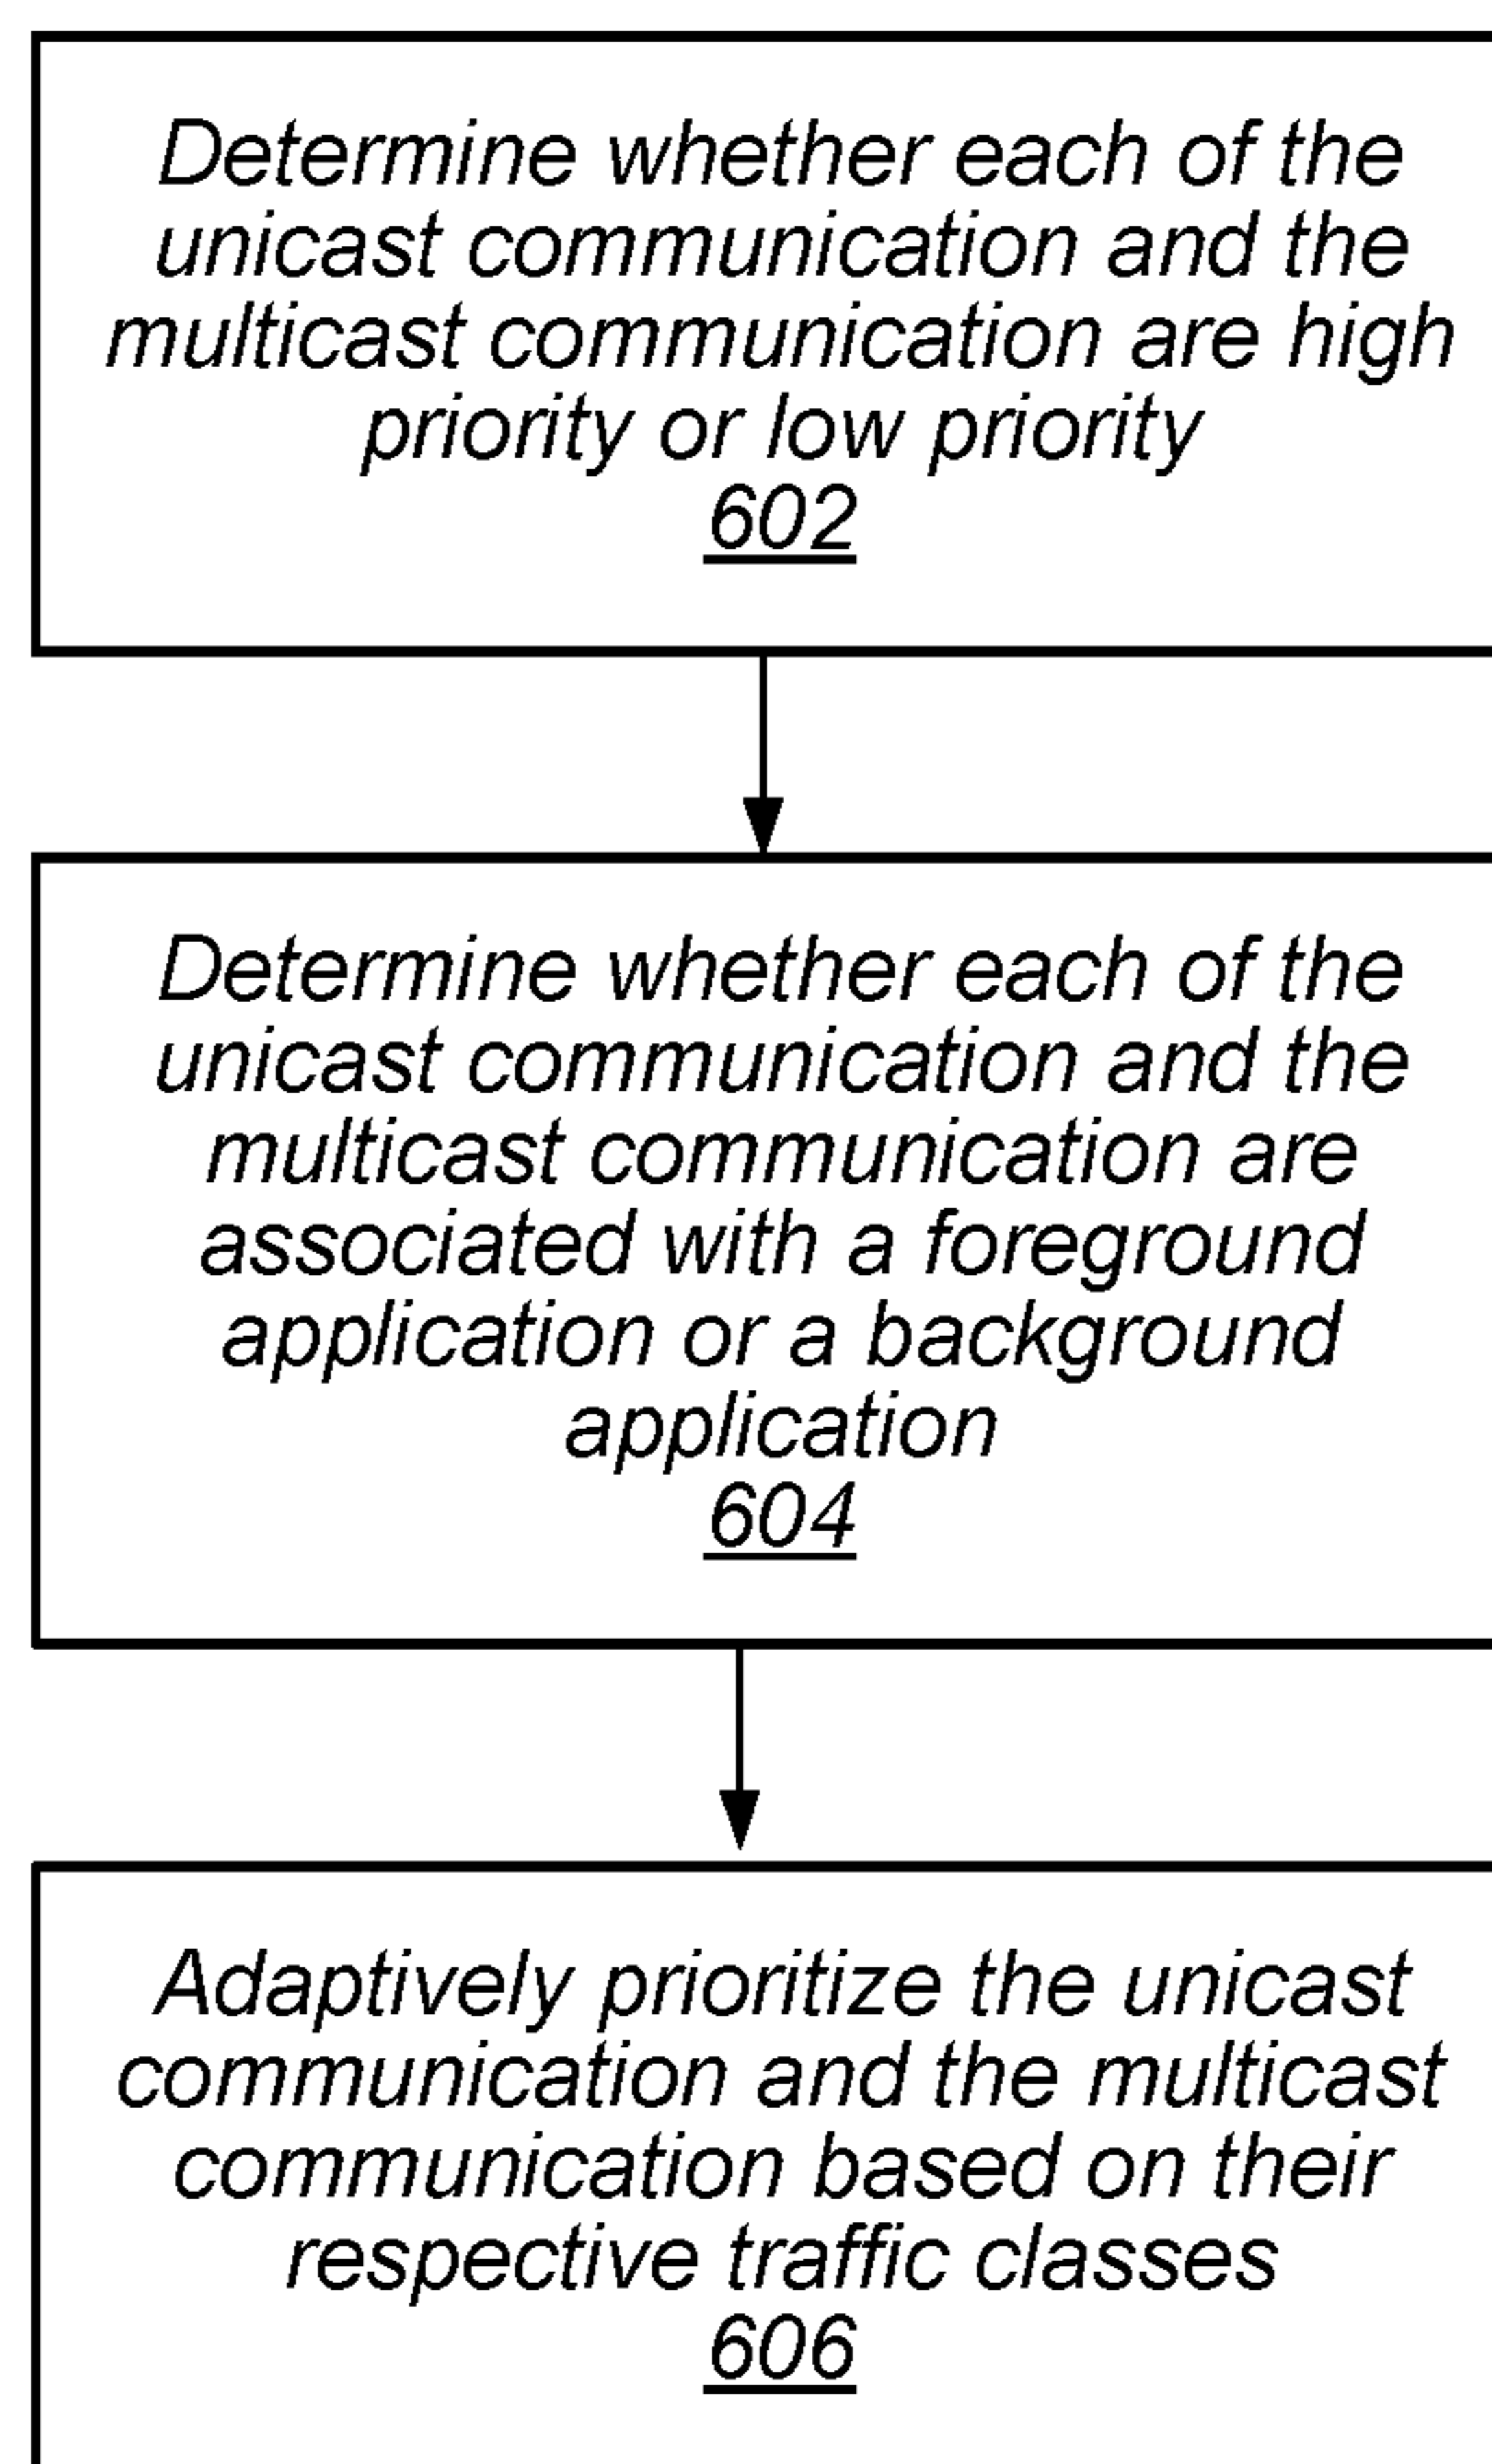 Determine whether each of the
unicast communication and the
multicast communication are high
priority or low priority
602
Determine whether each of the
unicast communication and the
multicast communication are
associated with a foreground
application or a background
application
604
Adaptively prioritize the unicast
communication and the multicast
communication based on their
respective traffic classes
606